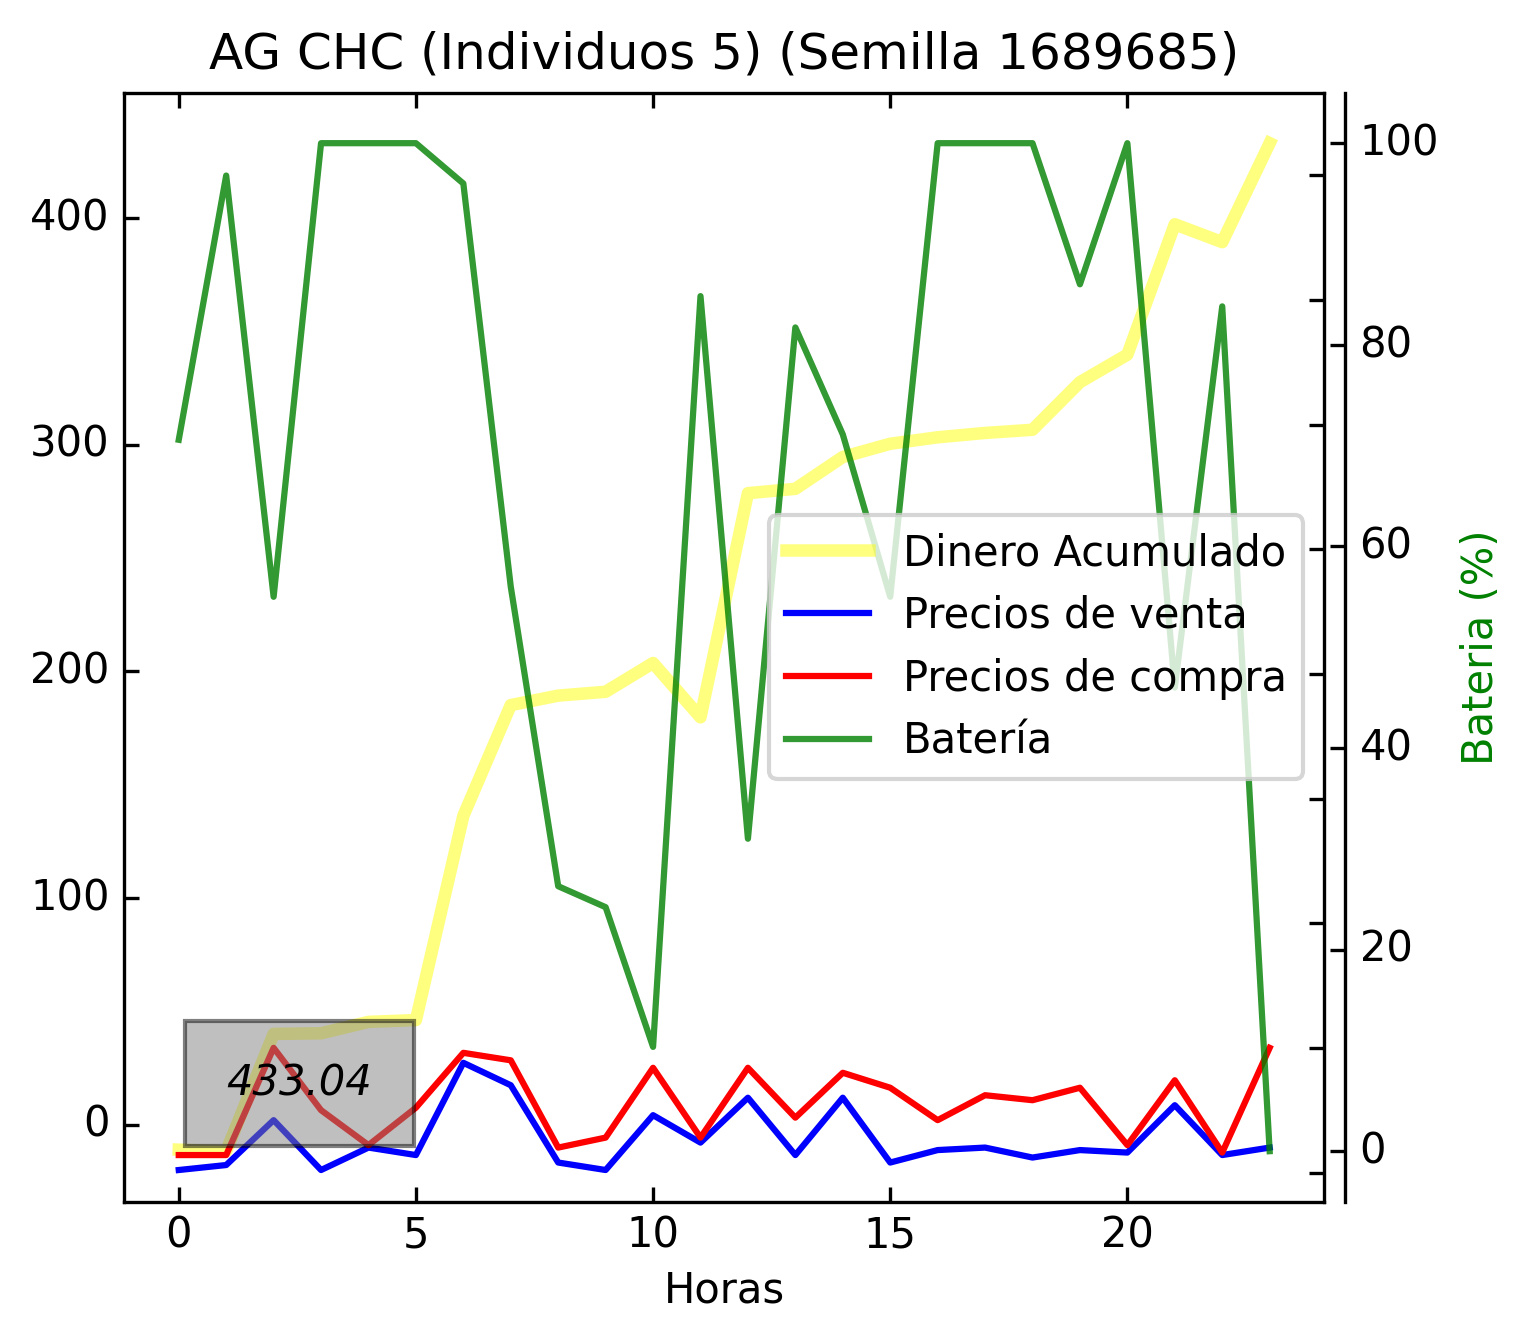 AG CHC (Individuos 5) (Semilla 1689685)
400
300
200
100
0
433.04
Dinero Acumulado
Precios de venta
Precios de compra
Batería
100
80
60
40
20
0
Bateria (%)
0 5 10 15 20
Horas